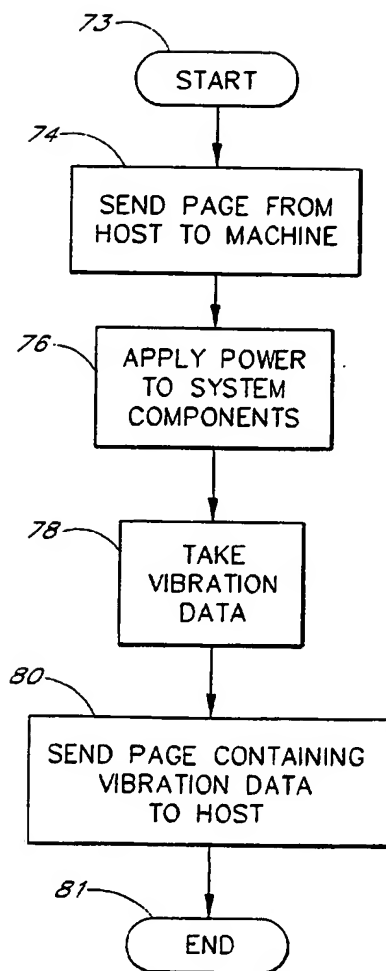 73
START
74
SEND PAGE FROM
HOST TO MACHINE
76
APPLY POWER
TO SYSTEM
COMPONENTS
78
TAKE
VIBRATION
DATA
80
SEND PAGE CONTAINING
VIBRATION DATA
TO HOST
81
END